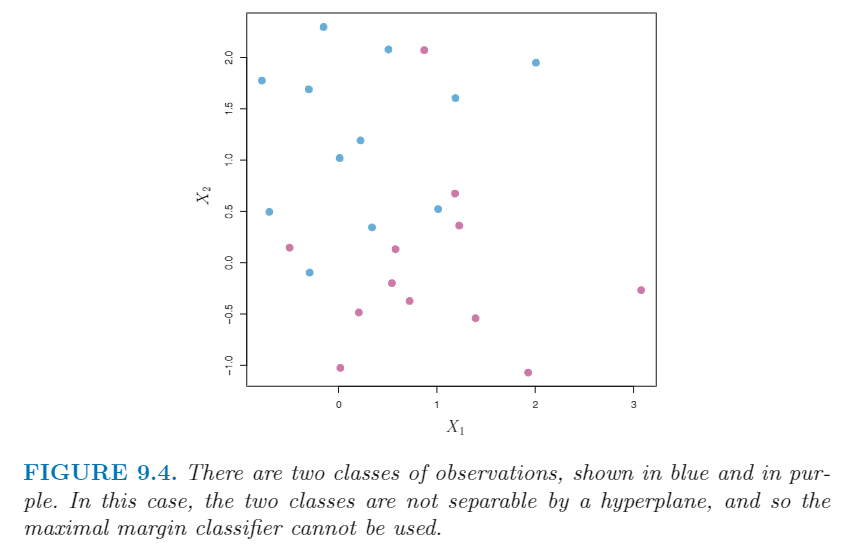 2.0
1.5
1.0
0.5
0.0
−0.5
−1.0
X₂
0 1 2 3
X₁
FIGURE 9.4. There are two classes of observations, shown in blue and in pur-
ple. In this case, the two classes are not separable by a hyperplane, and so the
maximal margin classifier cannot be used.